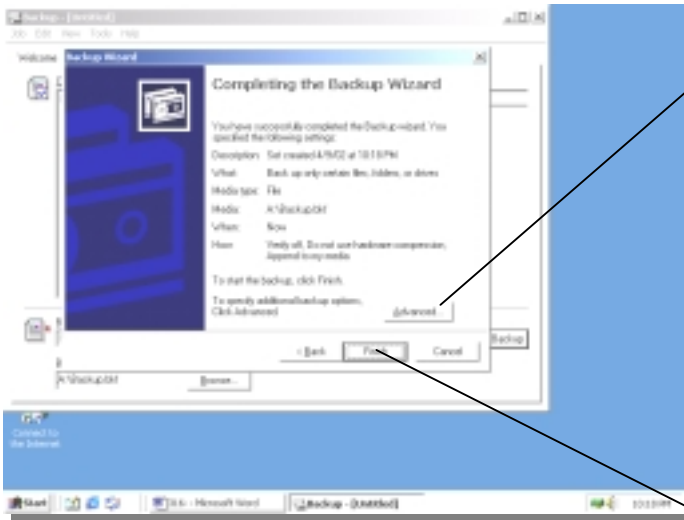 Backup - [Untitled]
Job Edit View Tools Help
Welcome
Backup Wizard
Completing the Backup Wizard
You have successfully completed the Backup wizard. You
specified the following settings:
Description: Set created 4/9/02 at 10:18 PM
What: Back up only certain files, folders, or drives
Media type: File
Media: A:\Backup.bkf
When: Now
How: Verify off, Do not use hardware compression,
Append to my media
To start the backup, click Finish.
To specify additional backup options,
Click Advanced
Advanced...
< Back Finish Cancel
Backup
A:\Backup.bkf Browse...
Connect to
the Internet
Start - Microsoft Word Backup - [Untitled]